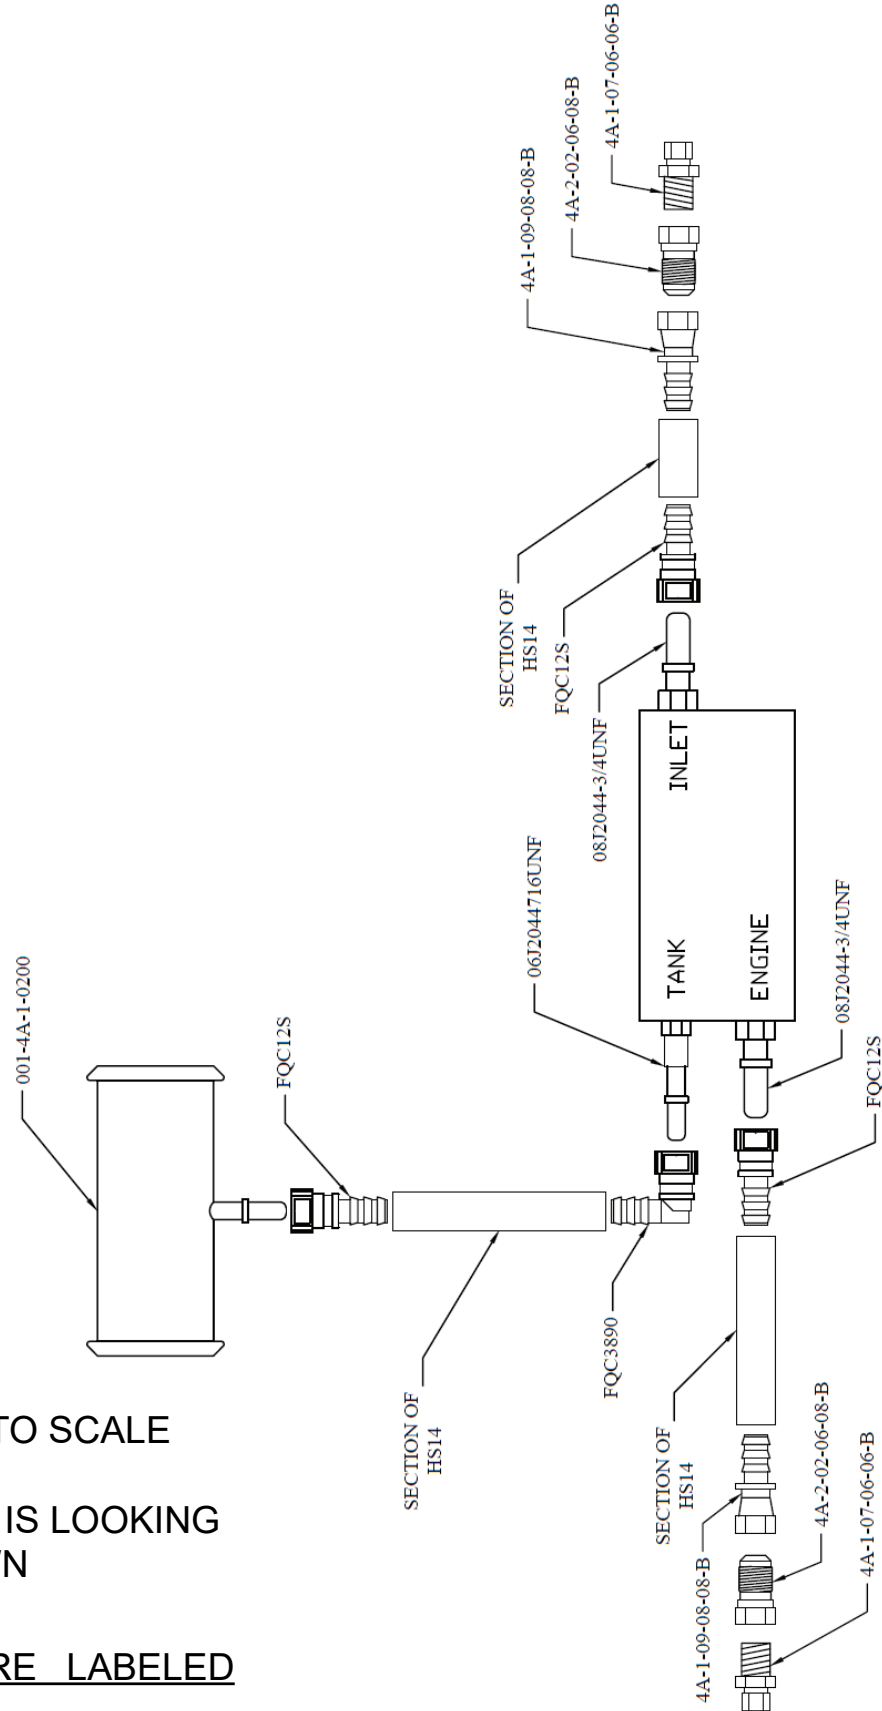 4A-1-07-06-06-B
4A-2-02-06-08-B
4A-1-09-08-08-B
SECTION OF
HS14
FQC12S
08J2044-3/4UNF
INLET
06J2044716UNF
TANK
ENGINE
08J2044-3/4UNF
FQC12S
001-4A-1-0200
FQC12S
SECTION OF
HS14
FQC3890
SECTION OF
HS14
4A-1-09-08-08-B
4A-2-02-06-08-B
4A-1-07-06-06-B
TO SCALE
IS LOOKING
LABELED